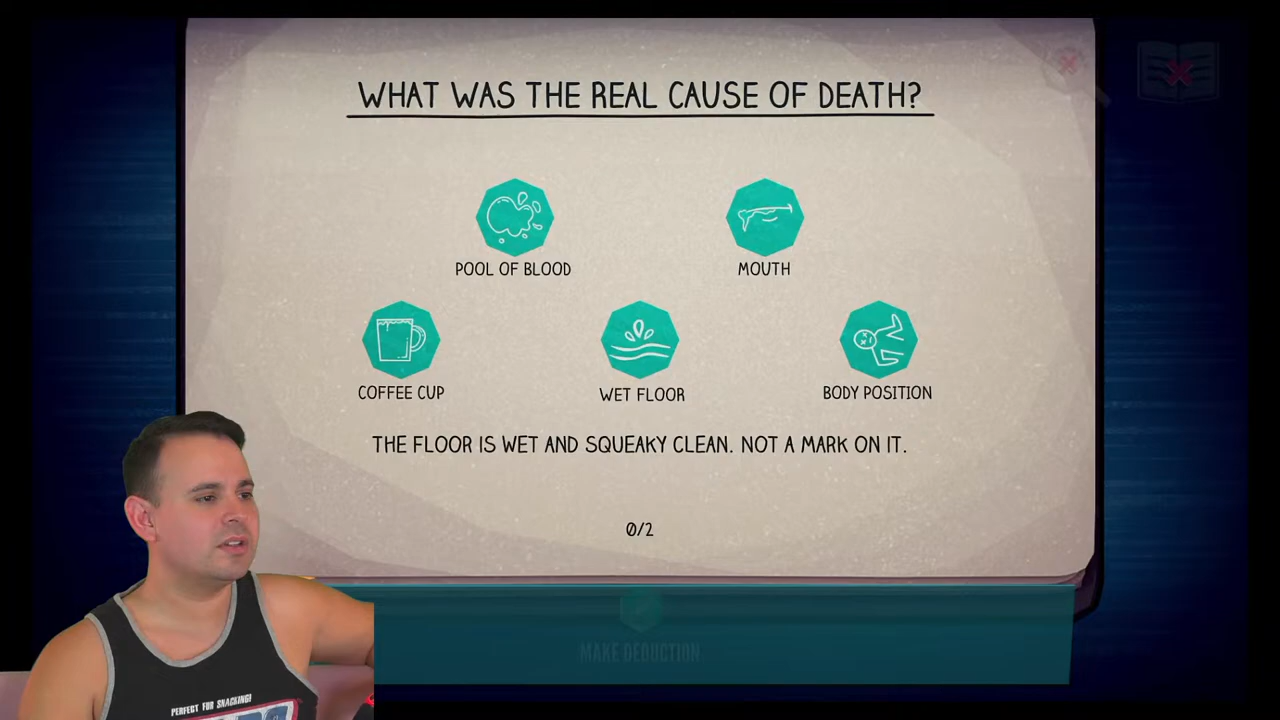 WHAT WAS THE REAL CAUSE OF DEATH?
POOL OF BLOOD
MOUTH
COFFEE CUP
WET FLOOR
BODY POSITION
THE FLOOR IS WET AND SQUEAKY CLEAN. NOT A MARK ON IT.
0/2
MAKE DEDUCTION
PERFECT FOR SNACKING!